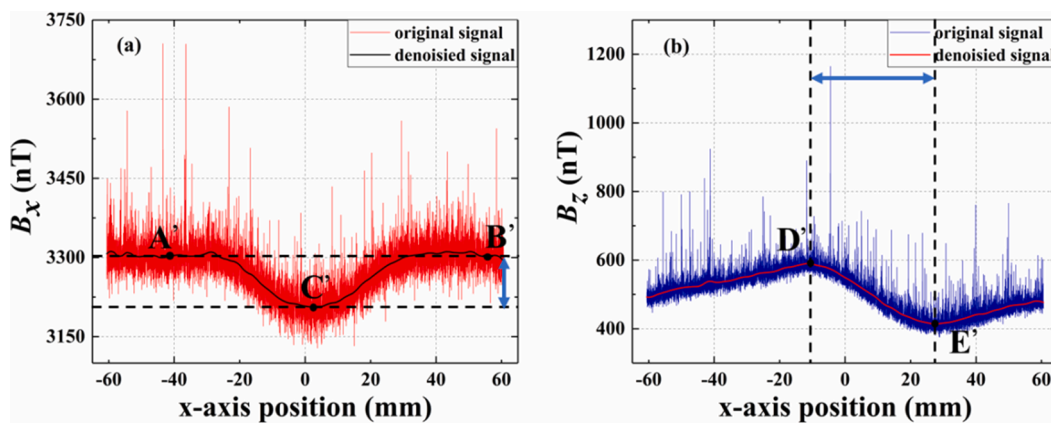 (a)
original signal
denoisied signal
3750
3600
3450
3300
3150
Bx (nT)
A’
B’
C’
-60 -40 -20 0 20 40 60
x-axis position (mm)
(b)
original signal
denoisied signal
1200
1000
800
600
400
Bz (nT)
D’
E’
-60 -40 -20 0 20 40 60
x-axis position (mm)